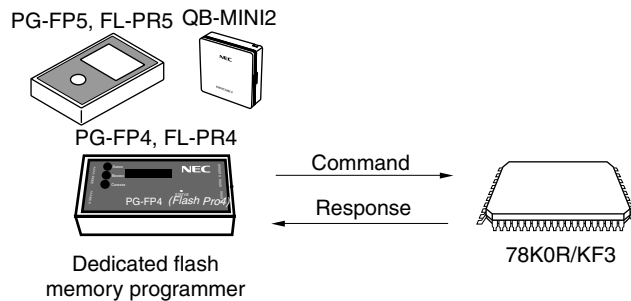 PG-FP5, FL-PR5 QB-MINI2
NEC
PG-FP4, FL-PR4
NEC
PG-FP4 (Flash Pro4)
Command
Response
78K0R/KF3
Dedicated flash
memory programmer